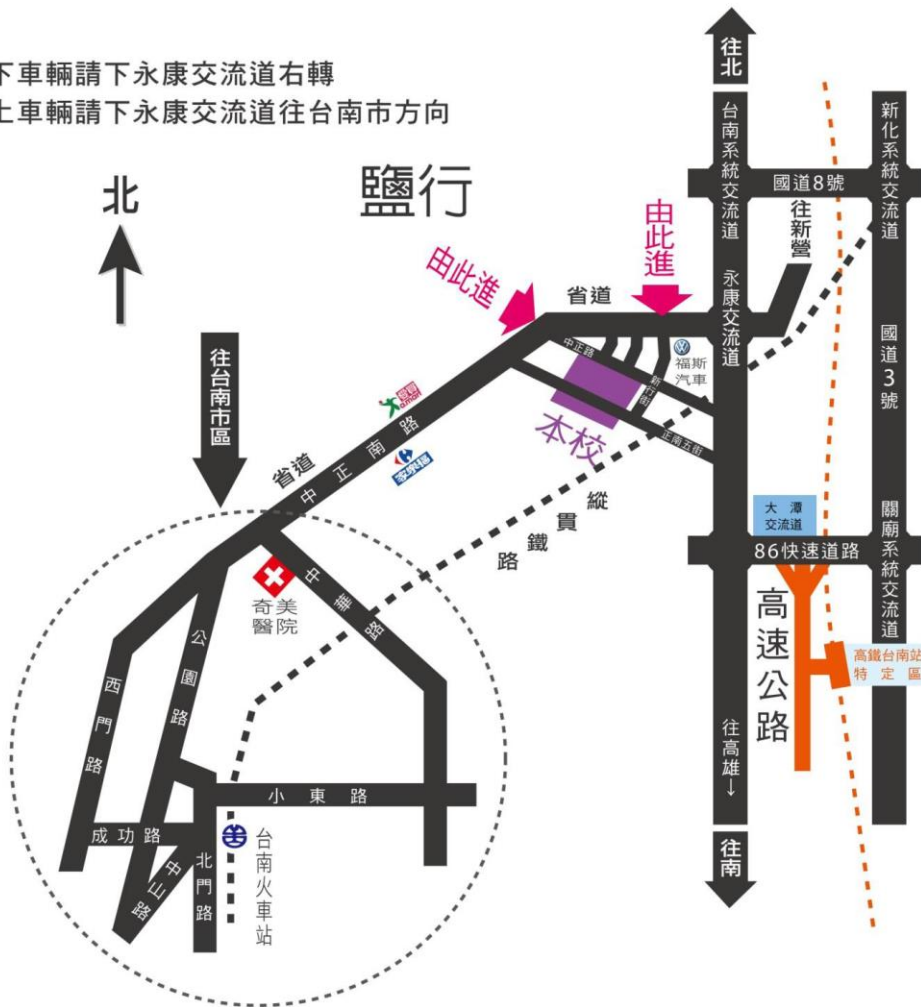 下車輛請下永康交流道右轉
上車輛請下永康交流道往台南市方向
往北
北
鹽行
台南系統交流道
新化系統交流道
國道8號
往新營
由此進
由此進
省道
永康交流道
國道3號
往台南市區
中正路
福斯
汽車
新行街
本校
正南五街
省道
中正南路
家樂福
縱貫鐵路
大潭
交流道
關廟系統交流道
86快速道路
高速公路
高鐵台南站
特定區
奇美
醫院
中華路
公園路
西門路
往高雄↓
小東路
成功路
中山路
北門路
台南火車站
往南